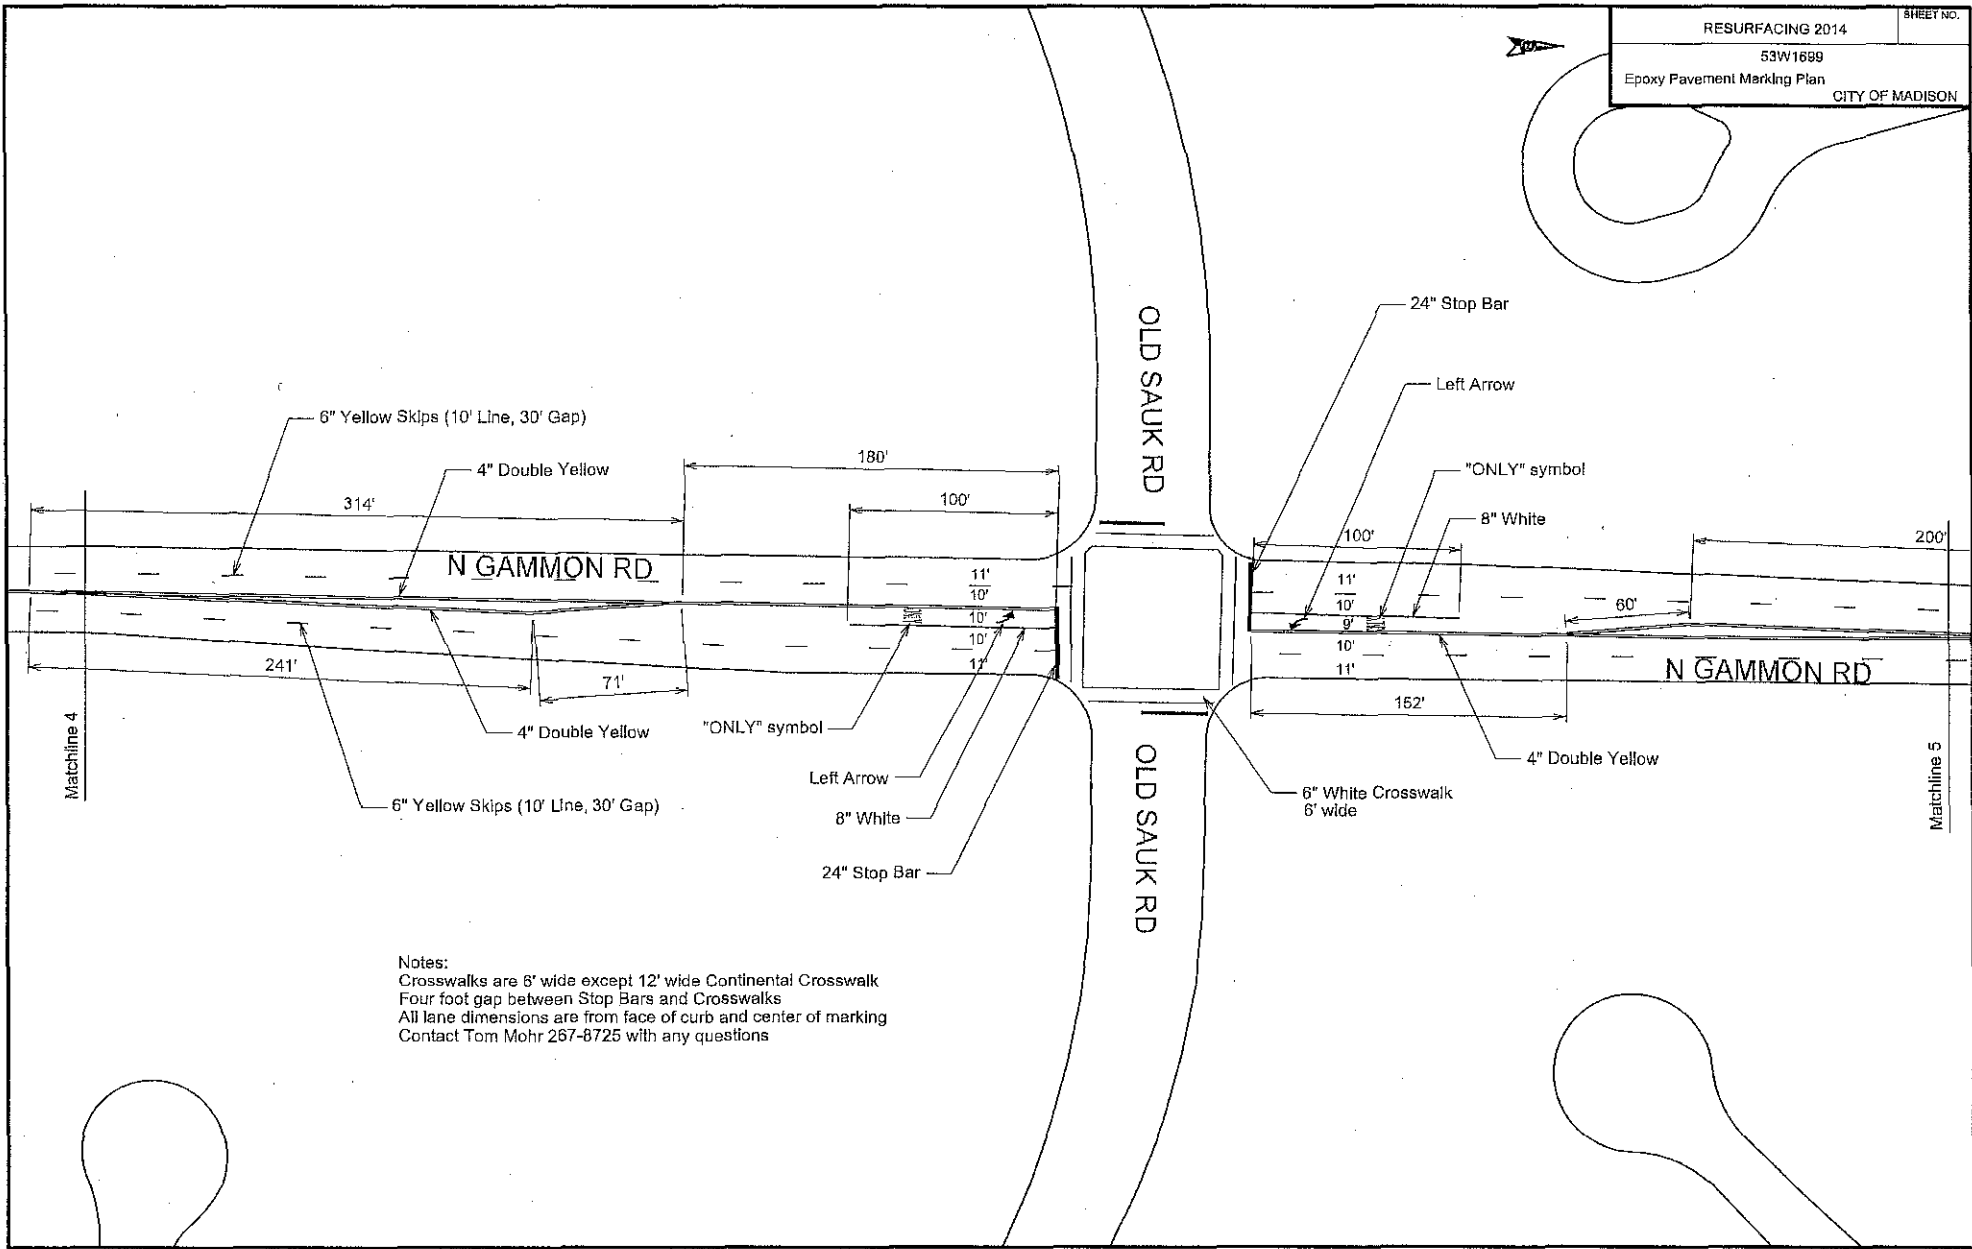 RESURFACING 2014
SHEET NO.
53W1699
Epoxy Pavement Marking Plan
CITY OF MADISON
24" Stop Bar
OLD SAUK RD
Left Arrow
6" Yellow Skips (10' Line, 30' Gap)
4" Double Yellow
180'
"ONLY" symbol
314'
100'
8" White
100'
200'
N GAMMON RD
11'
10'
10'
10'
11'
11'
10'
9'
10'
11'
60'
N GAMMON RD
241'
71'
152'
Matchline 4
4" Double Yellow
"ONLY" symbol
4" Double Yellow
Matchline 5
Left Arrow
6" Yellow Skips (10' Line, 30' Gap)
8" White
6" White Crosswalk
6' wide
OLD SAUK RD
24" Stop Bar
Notes:
Crosswalks are 6' wide except 12' wide Continental Crosswalk
Four foot gap between Stop Bars and Crosswalks
All lane dimensions are from face of curb and center of marking
Contact Tom Mohr 267-8725 with any questions